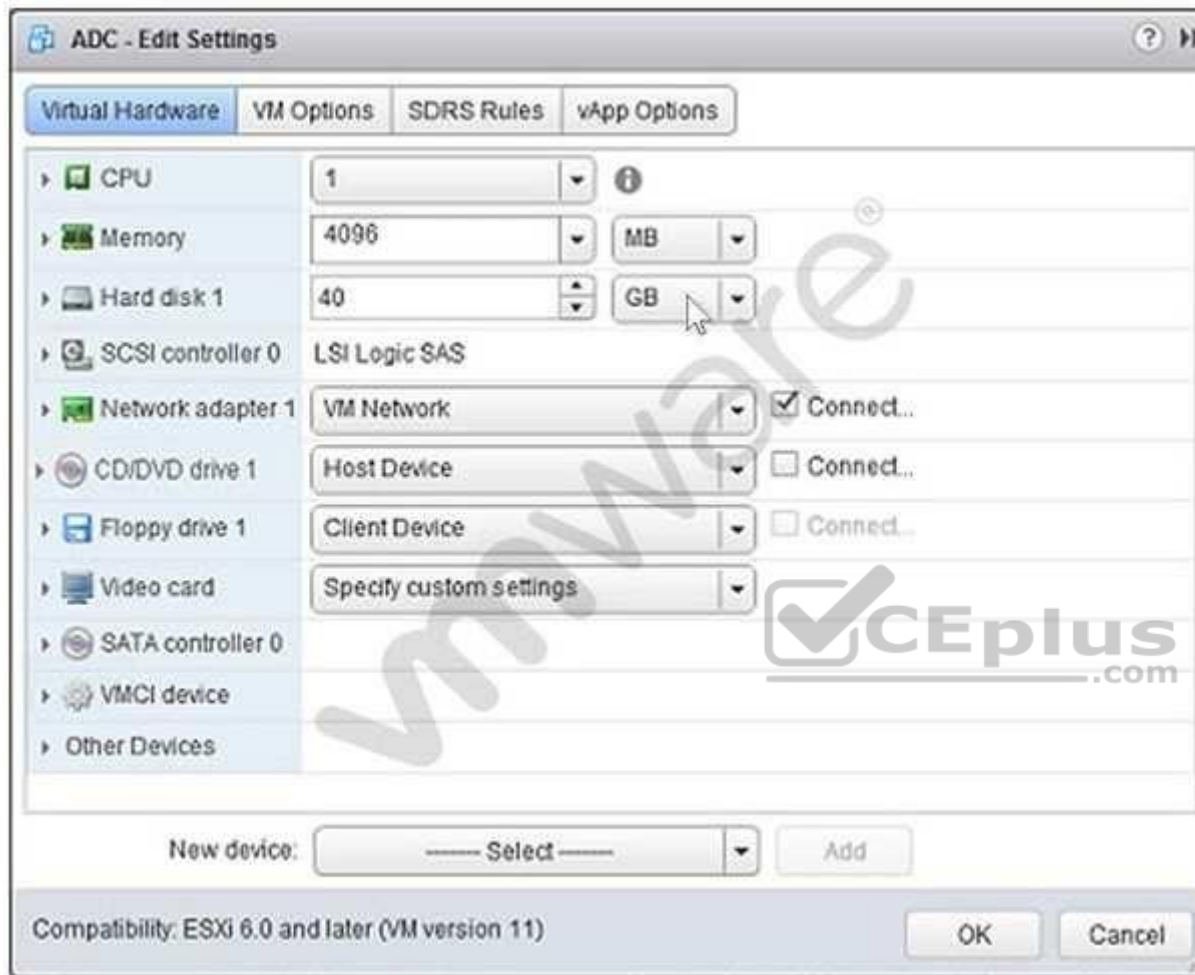 ADC - Edit Settings
?
Virtual Hardware VM Options SDRS Rules vApp Options
CPU 1
Memory 4096 MB
Hard disk 1 40 GB
SCSI controller 0 LSI Logic SAS
Network adapter 1 VM Network Connect...
CD/DVD drive 1 Host Device Connect...
Floppy drive 1 Client Device Connect...
Video card Specify custom settings
SATA controller 0
VMCI device
Other Devices
New device: ------- Select ------- Add
Compatibility: ESXi 6.0 and later (VM version 11) OK Cancel
vmware®
CEplus
.com